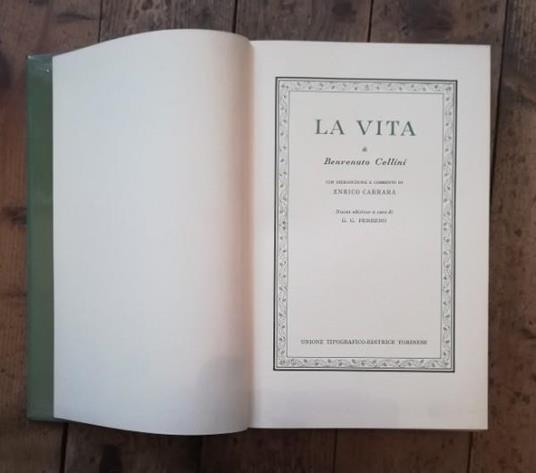 LA VITA
di
Benvenuto Cellini
CON INTRODUZIONE E COMMENTO DI
ENRICO CARRARA
Nuova edizione a cura di
G. G. FERRERO
UNIONE TIPOGRAFICO-EDITRICE TORINESE